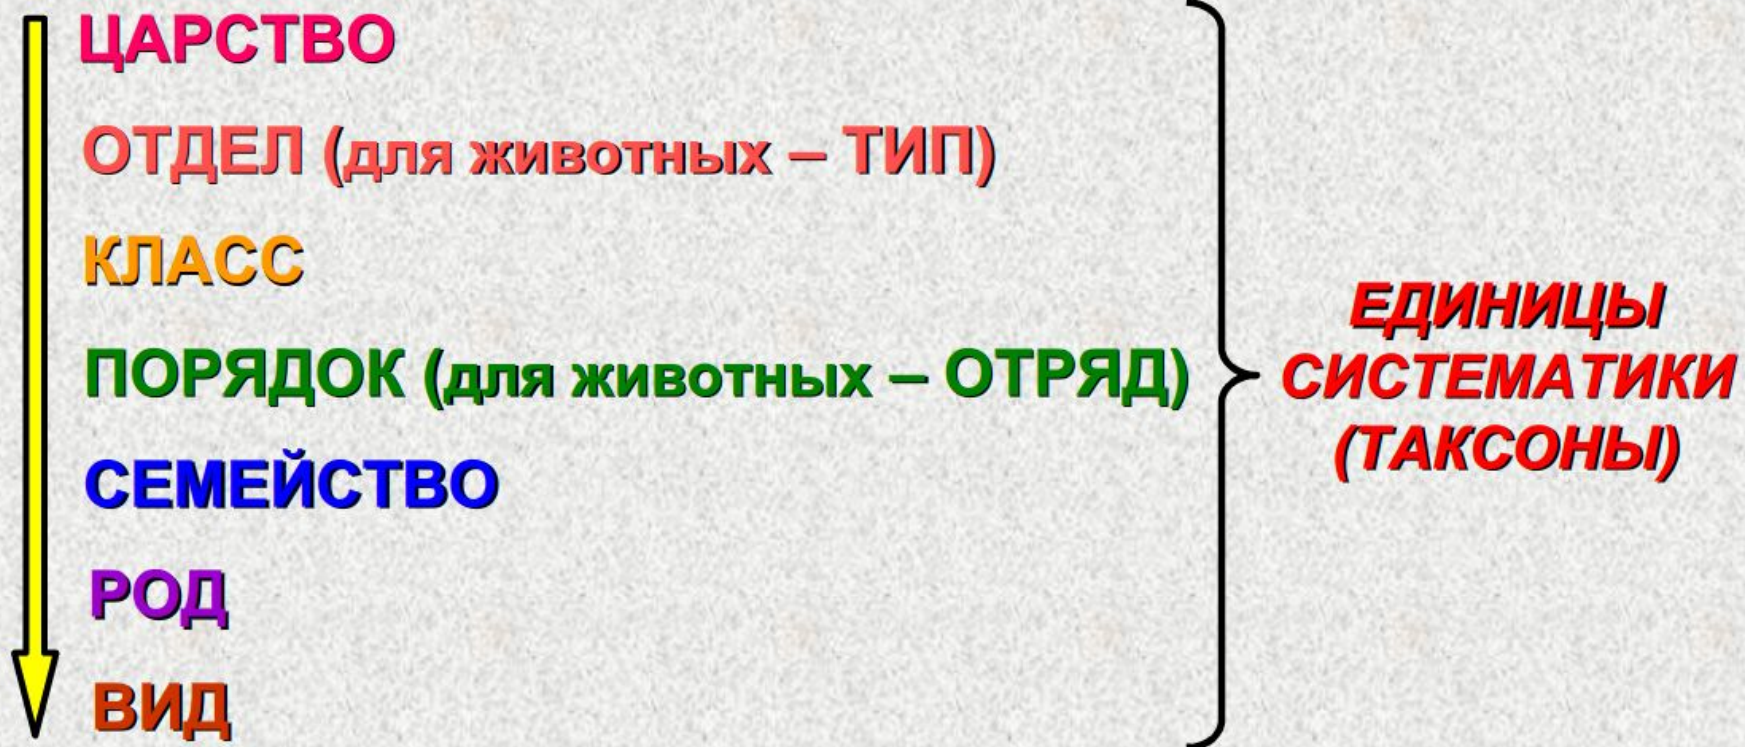 ЦАРСТВО
ОТДЕЛ (для животных – ТИП)
КЛАСС
ПОРЯДОК (для животных – ОТРЯД)
СЕМЕЙСТВО
РОД
ВИД
ЕДИНИЦЫ
СИСТЕМАТИКИ
(ТАКСОНЫ)